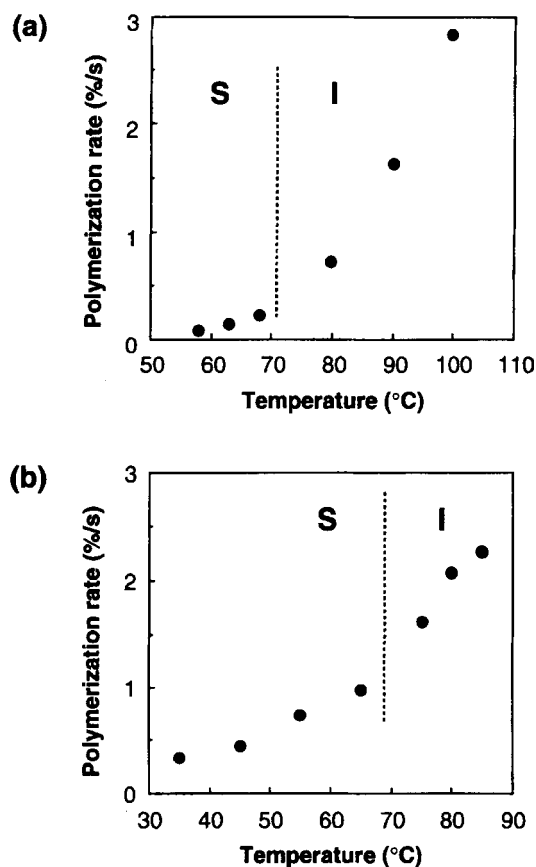 (a)
Polymerization rate (%/s)
3
2
1
0
S
I
50 60 70 80 90 100 110
Temperature (°C)
(b)
Polymerization rate (%/s)
3
2
1
0
S
I
30 40 50 60 70 80 90
Temperature (°C)